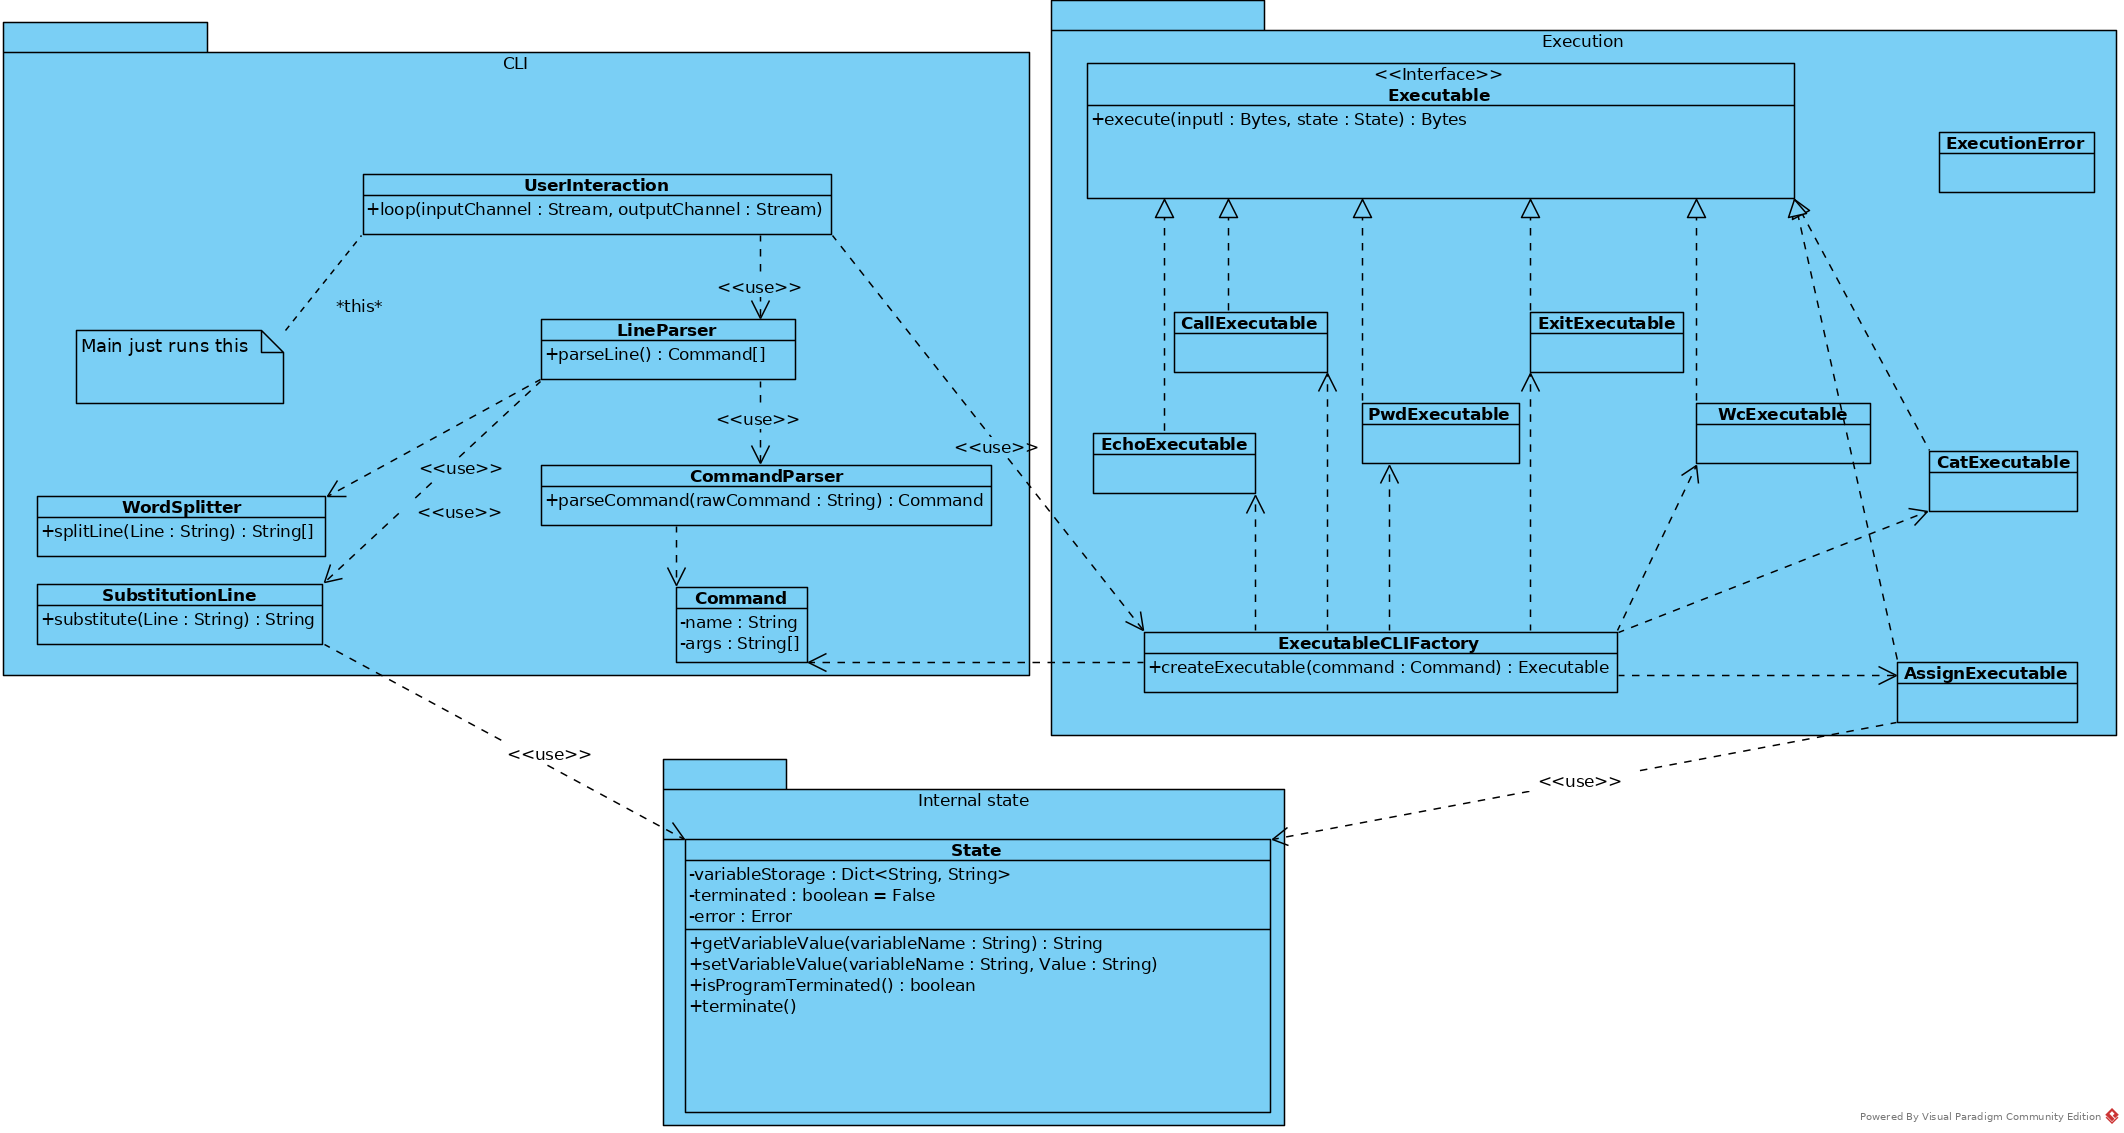 CLI
UserInteraction
+loop(inputChannel : Stream, outputChannel : Stream)
*this*
Main just runs this
<<use>>
LineParser
+parseLine() : Command[]
<<use>>
<<use>>
<<use>>
<<use>>
CommandParser
+parseCommand(rawCommand : String) : Command
WordSplitter
+splitLine(Line : String) : String[]
SubstitutionLine
+substitute(Line : String) : String
Command
-name : String
-args : String[]
Execution
<<Interface>>
Executable
+execute(inputl : Bytes, state : State) : Bytes
ExecutionError
CallExecutable
ExitExecutable
PwdExecutable
WcExecutable
EchoExecutable
CatExecutable
ExecutableCLIFactory
+createExecutable(command : Command) : Executable
AssignExecutable
<<use>>
<<use>>
Internal state
State
-variableStorage : Dict<String, String>
-terminated : boolean = False
-error : Error
+getVariableValue(variableName : String) : String
+setVariableValue(variableName : String, Value : String)
+isProgramTerminated() : boolean
+terminate()
Powered By Visual Paradigm Community Edition